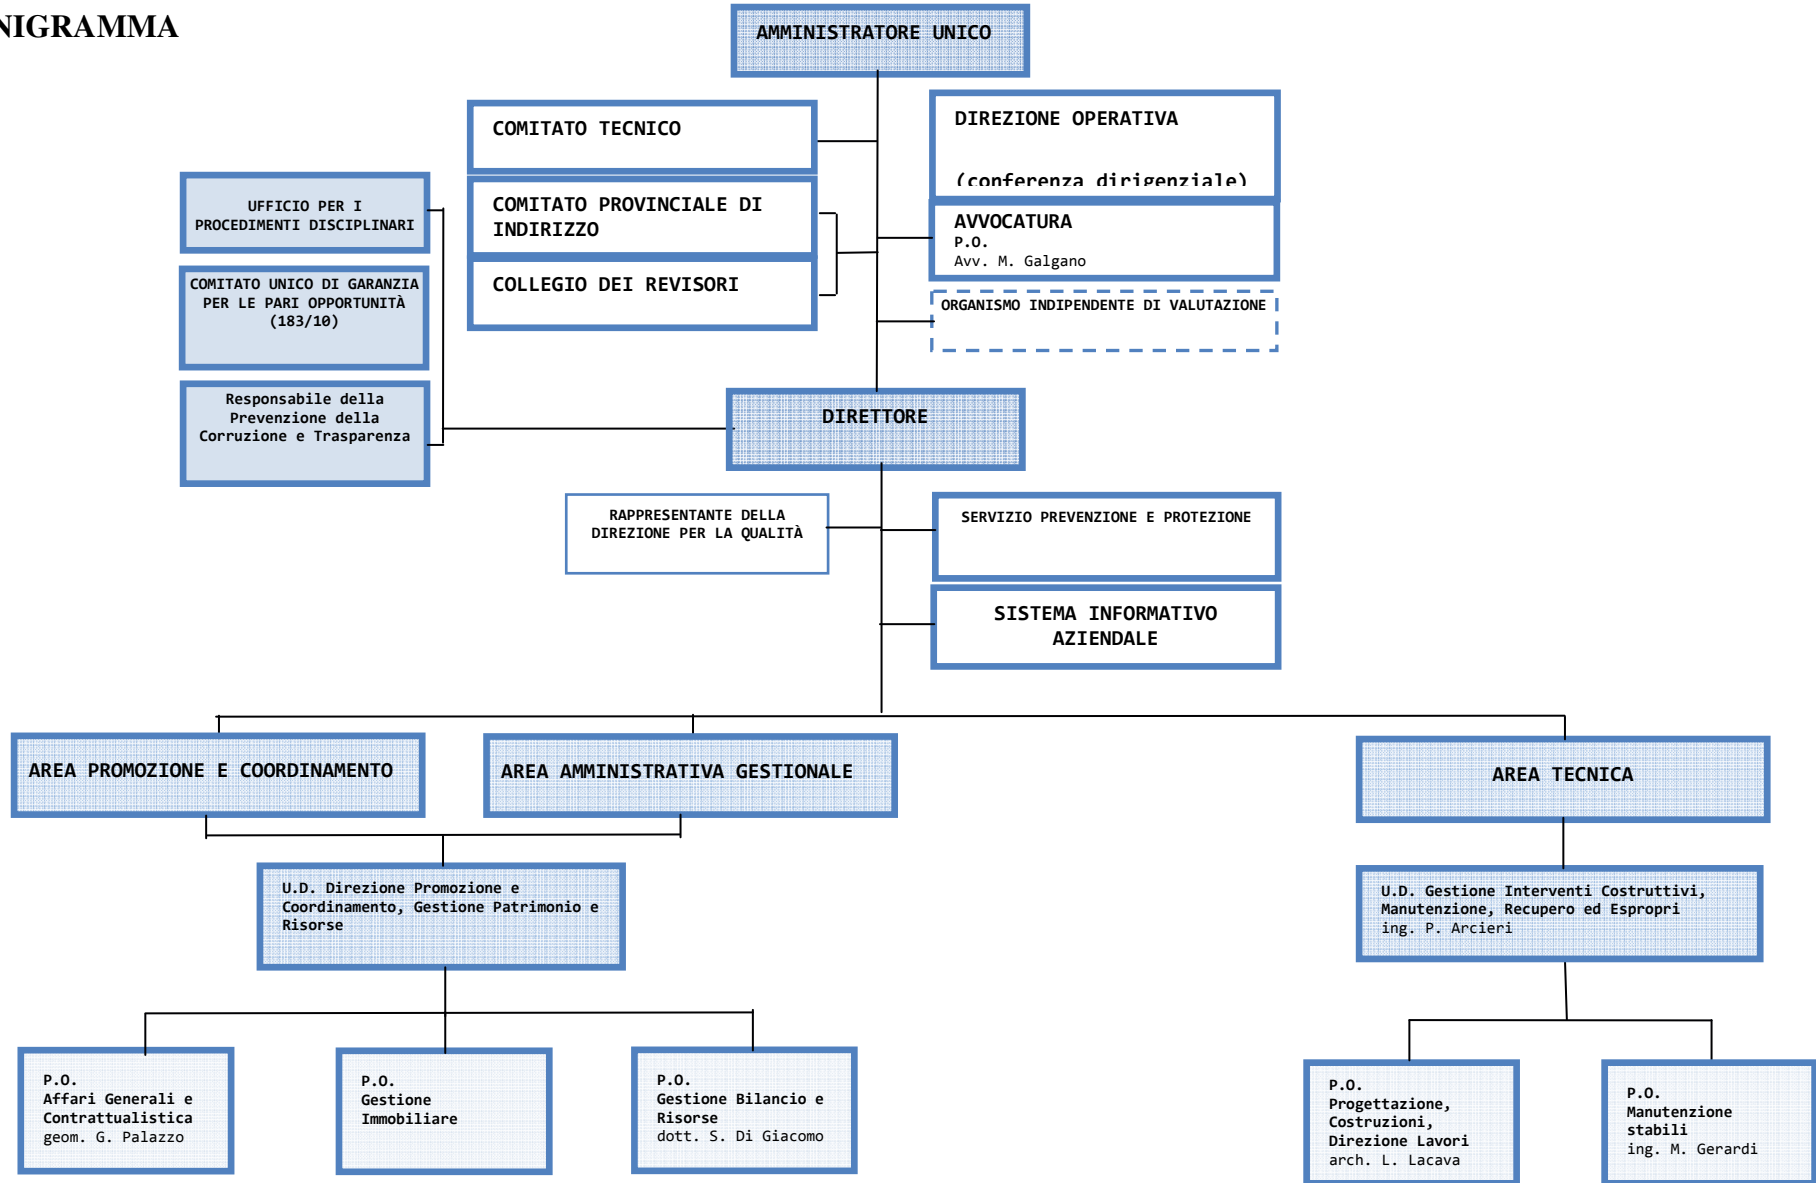 NIGRAMMA
AMMINISTRATORE UNICO
COMITATO TECNICO
DIREZIONE OPERATIVA
(conferenza dirigenziale)
UFFICIO PER I
PROCEDIMENTI DISCIPLINARI
COMITATO PROVINCIALE DI
INDIRIZZO
AVVOCATURA
P.O.
Avv. M. Galgano
COMITATO UNICO DI GARANZIA
PER LE PARI OPPORTUNITÀ
(183/10)
COLLEGIO DEI REVISORI
ORGANISMO INDIPENDENTE DI VALUTAZIONE
Responsabile della
Prevenzione della
Corruzione e Trasparenza
DIRETTORE
RAPPRESENTANTE DELLA
DIREZIONE PER LA QUALITÀ
SERVIZIO PREVENZIONE E PROTEZIONE
SISTEMA INFORMATIVO
AZIENDALE
AREA PROMOZIONE E COORDINAMENTO
AREA AMMINISTRATIVA GESTIONALE
AREA TECNICA
U.D. Direzione Promozione e
Coordinamento, Gestione Patrimonio e
Risorse
U.D. Gestione Interventi Costruttivi,
Manutenzione, Recupero ed Espropri
ing. P. Arcieri
P.O.
Affari Generali e
Contrattualistica
geom. G. Palazzo
P.O.
Gestione
Immobiliare
P.O.
Gestione Bilancio e
Risorse
dott. S. Di Giacomo
P.O.
Progettazione,
Costruzioni,
Direzione Lavori
arch. L. Lacava
P.O.
Manutenzione
stabili
ing. M. Gerardi